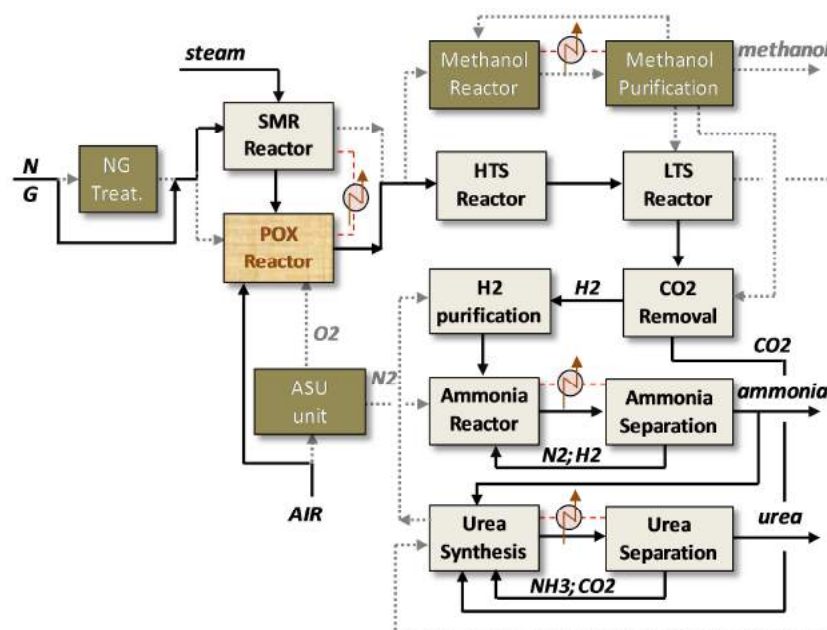 steam
Methanol
Reactor
Methanol
Purification
methanol
SMR
Reactor
N
G
NG
Treat.
HTS
Reactor
LTS
Reactor
POX
Reactor
H2
purification
H2
CO2
Removal
O2
CO2
ASU
unit
N2
Ammonia
Reactor
Ammonia
Separation
ammonia
N2; H2
AIR
Urea
Synthesis
Urea
Separation
urea
NH3; CO2